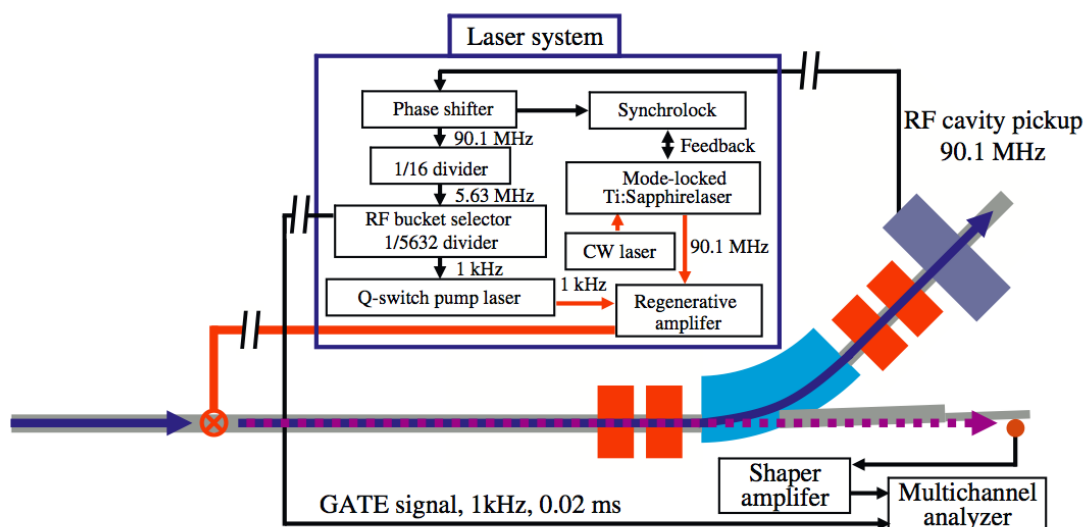 Laser system
Phase shifter
Synchrolock
90.1 MHz
Feedback
1/16 divider
5.63 MHz
Mode-locked
Ti:Sapphirelaser
RF bucket selector
1/5632 divider
CW laser
90.1 MHz
1 kHz
Q-switch pump laser
1 kHz
Regenerative
amplifer
RF cavity pickup
90.1 MHz
Shaper
amplifer
Multichannel
analyzer
GATE signal, 1kHz, 0.02 ms